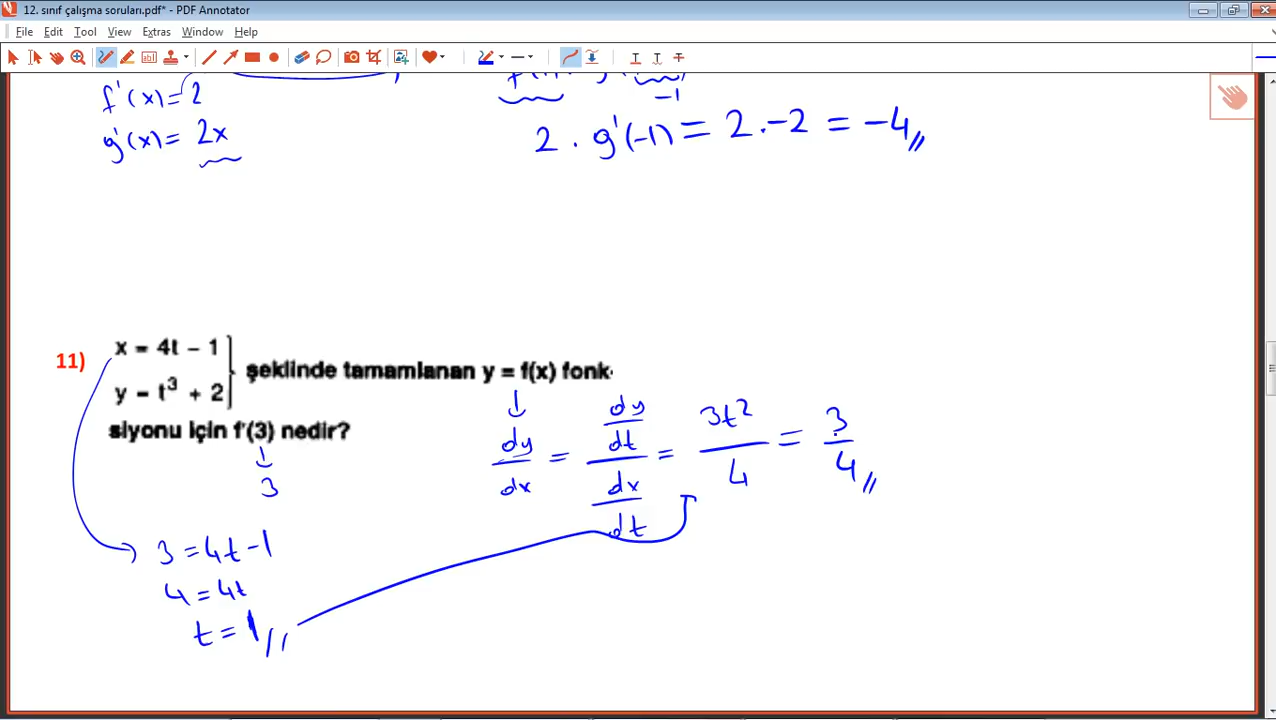 12. sınıf çalışma soruları.pdf* - PDF Annotator
File Edit Tool View Extras Window Help
f'(x) = 2
g'(x) = 2x
-1
2 . g'(-1) = 2 . -2 = -4
11)
x = 4t - 1
y = t³ + 2
şeklinde tamamlanan y = f(x) fonk
siyonu için f'(3) nedir?
3
dy/dx = dy/dt / dx/dt = 3t²/4 = 3/4
3 = 4t - 1
4 = 4t
t = 1